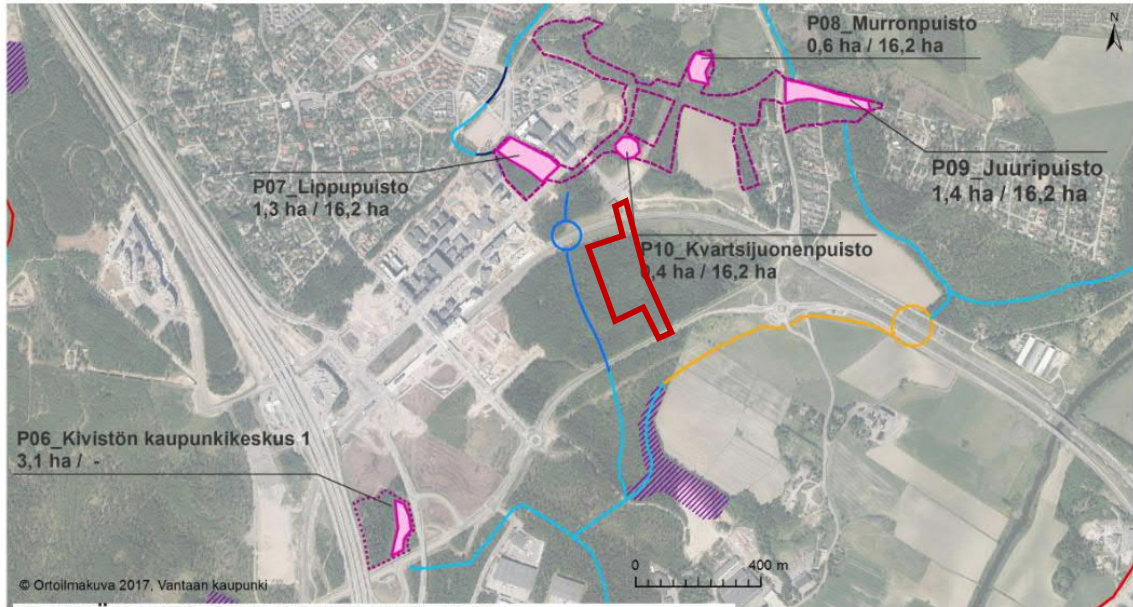 P08_Murronpuisto
0,6 ha / 16,2 ha
N
P07_Lippupuisto
1,3 ha / 16,2 ha
P09_Juuripuisto
1,4 ha / 16,2 ha
P10_Kvartsijuonenpuisto
0,4 ha / 16,2 ha
P06_Kivistön kaupunkikeskus 1
3,1 ha / -
0 400 m
© Ortoilmakuva 2017, Vantaan kaupunki